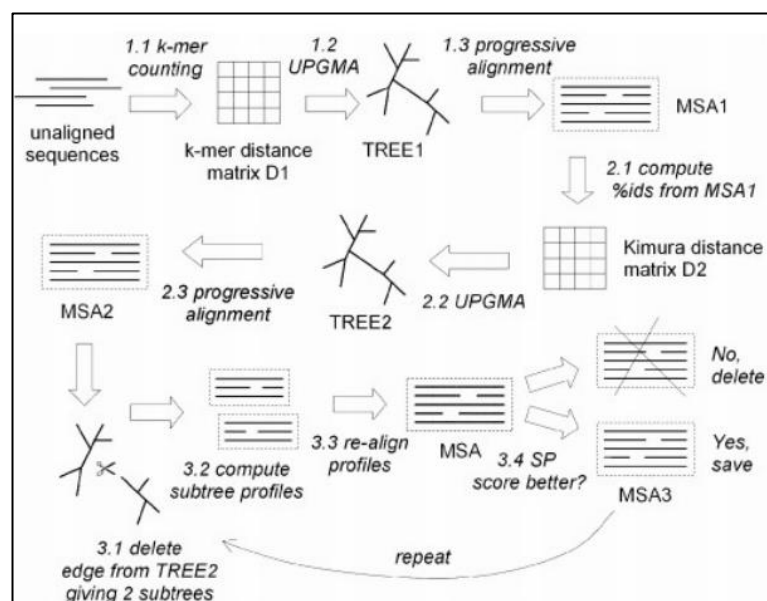 1.1 k-mer
counting
1.2
UPGMA
1.3 progressive
alignment
unaligned
sequences
k-mer distance
matrix D1
TREE1
MSA1
2.1 compute
%ids from MSA1
Kimura distance
matrix D2
2.2 UPGMA
TREE2
2.3 progressive
alignment
MSA2
3.1 delete
edge from TREE2
giving 2 subtrees
3.2 compute
subtree profiles
3.3 re-align
profiles
MSA
3.4 SP
score better?
No,
delete
Yes,
save
MSA3
repeat